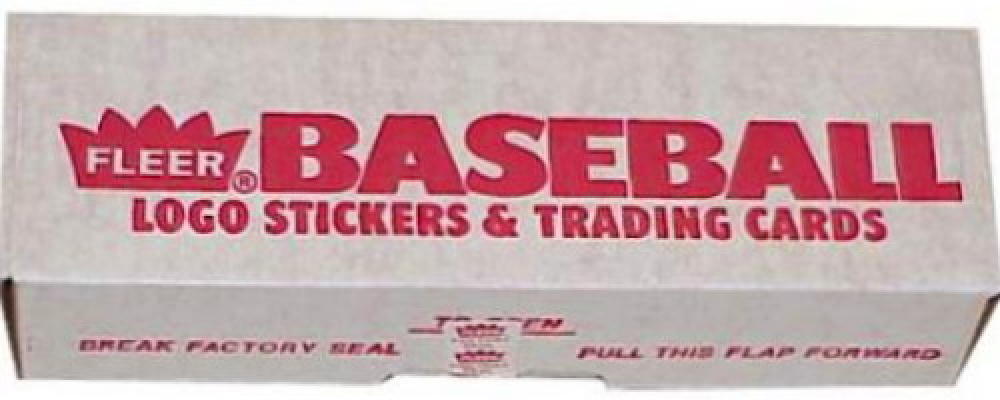 FLEER® BASEBALL
LOGO STICKERS & TRADING CARDS
BREAK FACTORY SEAL
PULL THIS FLAP FORWARD